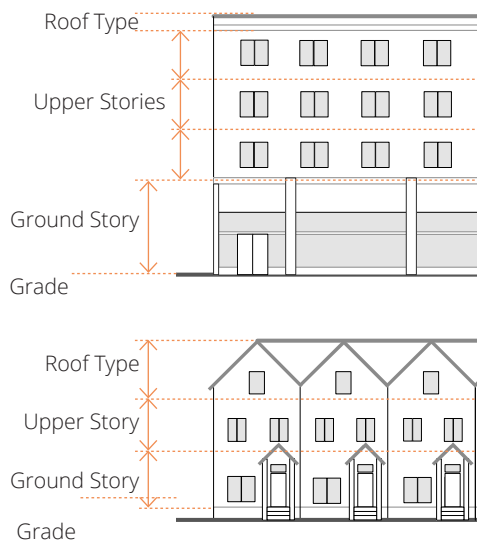 Roof Type
Upper Stories
Ground Story
Grade
Roof Type
Upper Story
Ground Story
Grade